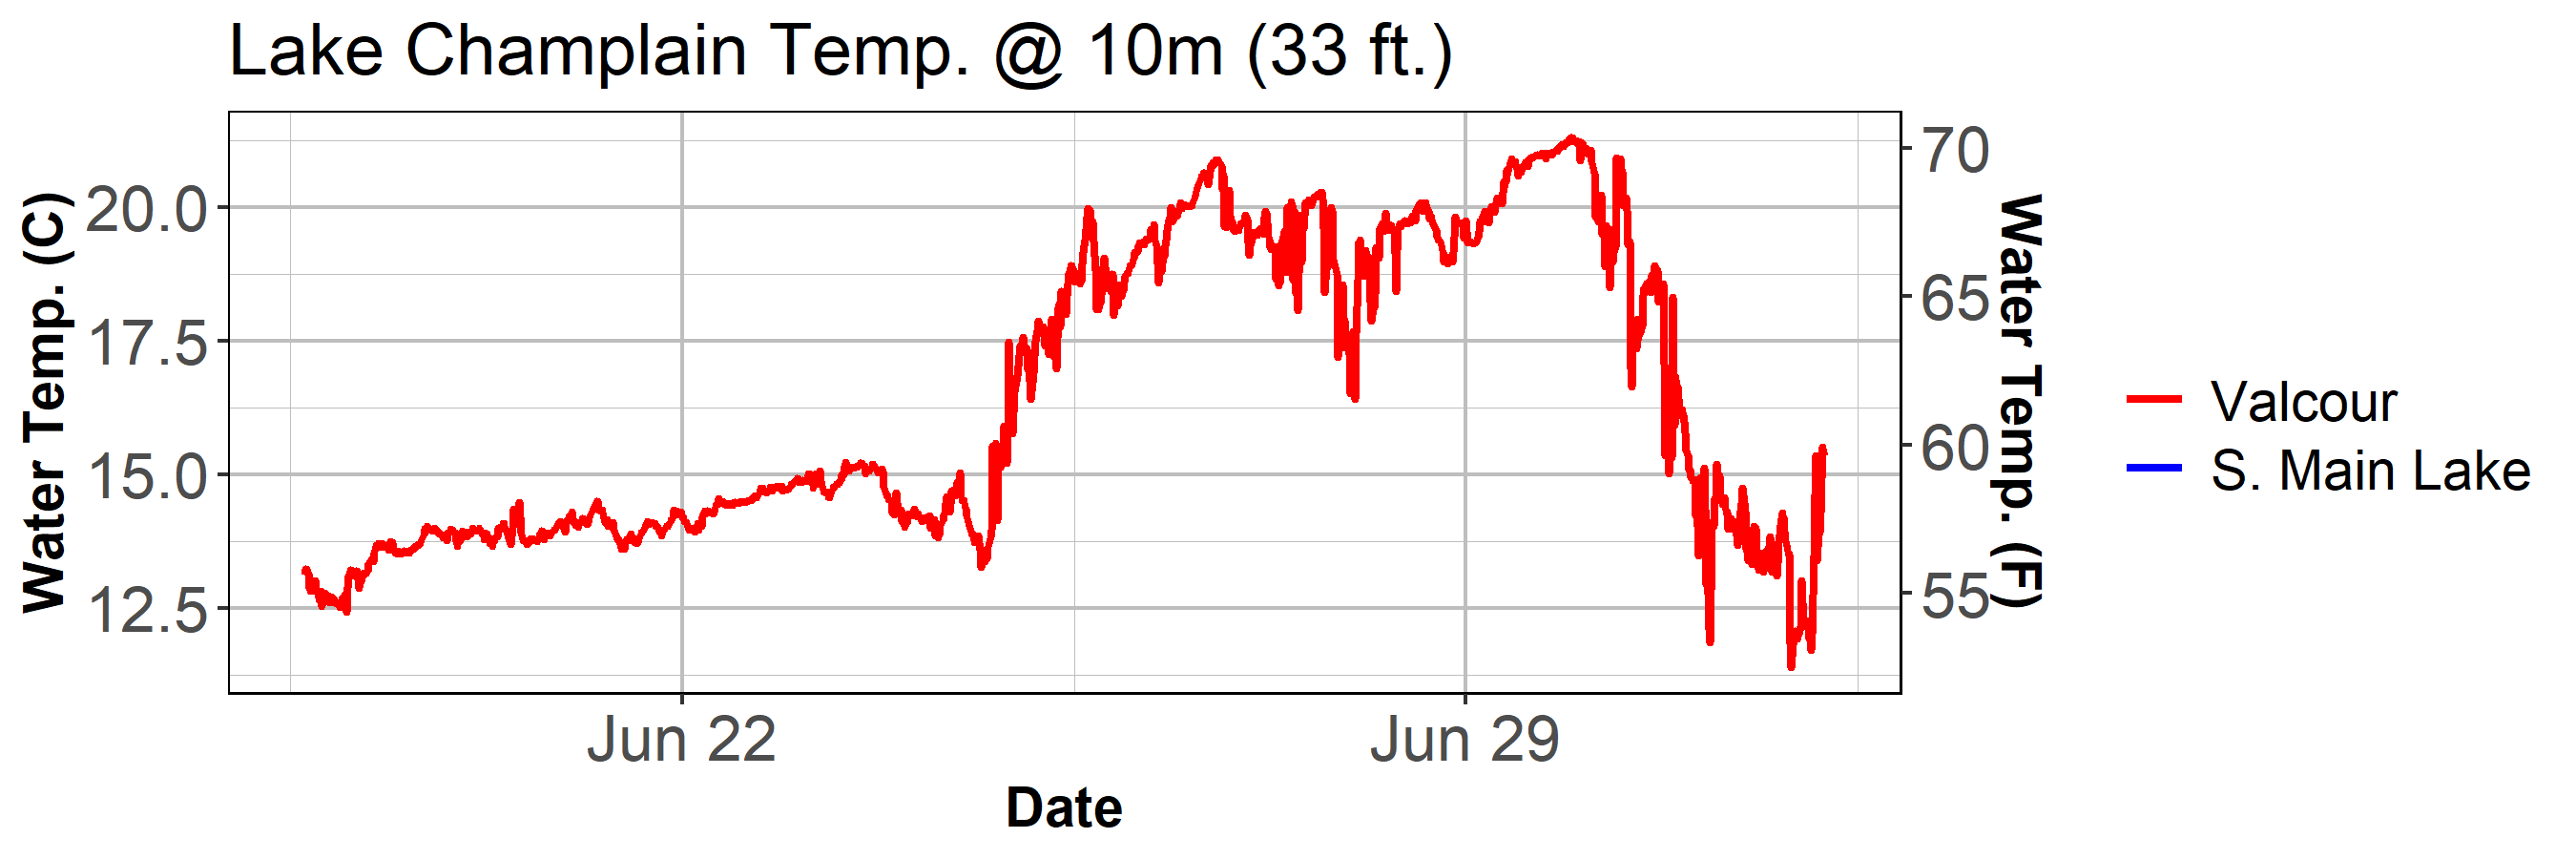 Lake Champlain Temp. @ 10m (33 ft.)
Water Temp. (C)
20.0
17.5
15.0
12.5
70
65
60
55
Water Temp. (F)
Jun 22
Jun 29
Date
Valcour
S. Main Lake